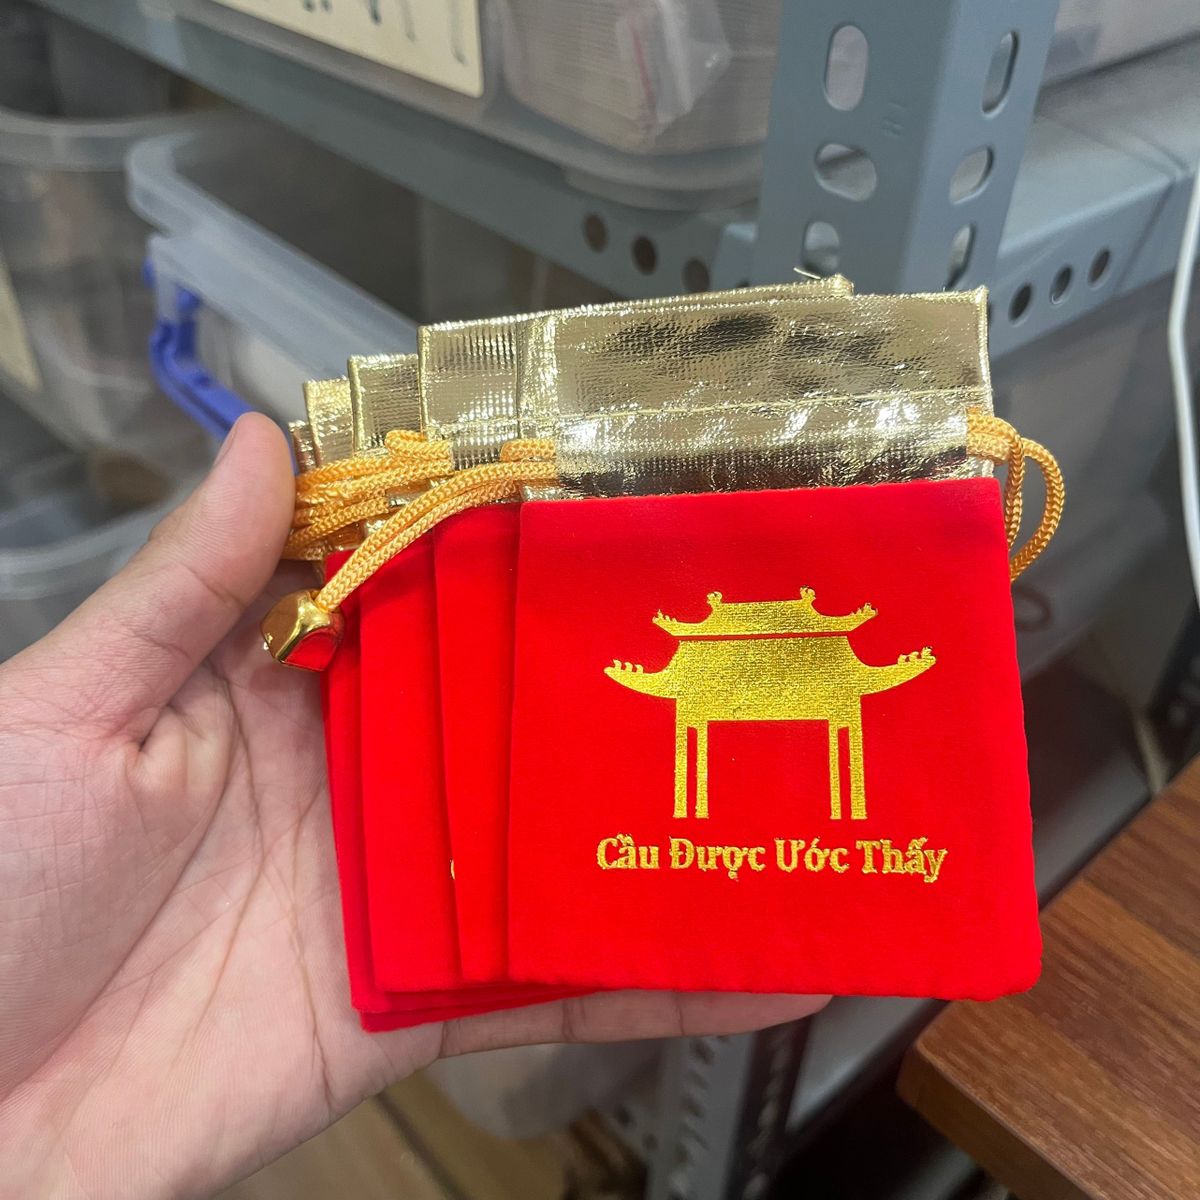 Cầu Được Ước Thấy